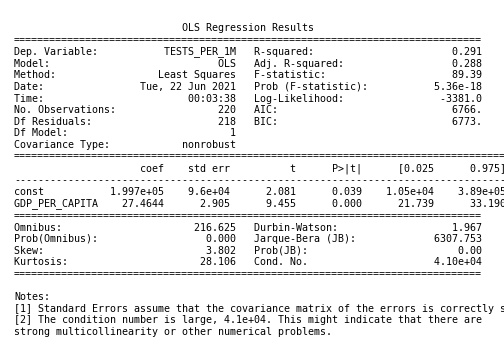 OLS Regression Results
==============================================================================
Dep. Variable: TESTS_PER_1M R-squared: 0.291
Model: OLS Adj. R-squared: 0.288
Method: Least Squares F-statistic: 89.39
Date: Tue, 22 Jun 2021 Prob (F-statistic): 5.36e-18
Time: 00:03:38 Log-Likelihood: -3381.0
No. Observations: 220 AIC: 6766.
Df Residuals: 218 BIC: 6773.
Df Model: 1
Covariance Type: nonrobust
==================================================================================
coef std err t P>|t| [0.025 0.975]
----------------------------------------------------------------------------------
const 1.997e+05 9.6e+04 2.081 0.039 1.05e+04 3.89e+05
GDP_PER_CAPITA 27.4644 2.905 9.455 0.000 21.739 33.190
==============================================================================
Omnibus: 216.625 Durbin-Watson: 1.967
Prob(Omnibus): 0.000 Jarque-Bera (JB): 6307.753
Skew: 3.802 Prob(JB): 0.00
Kurtosis: 28.106 Cond. No. 4.10e+04
==============================================================================
Notes:
[1] Standard Errors assume that the covariance matrix of the errors is correctly s
[2] The condition number is large, 4.1e+04. This might indicate that there are
strong multicollinearity or other numerical problems.